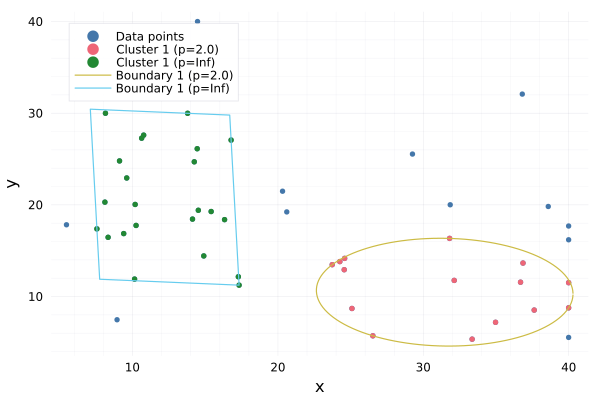 40
30
20
10
y
Data points
Cluster 1 (p=2.0)
Cluster 1 (p=Inf)
Boundary 1 (p=2.0)
Boundary 1 (p=Inf)
10 20 30 40
x